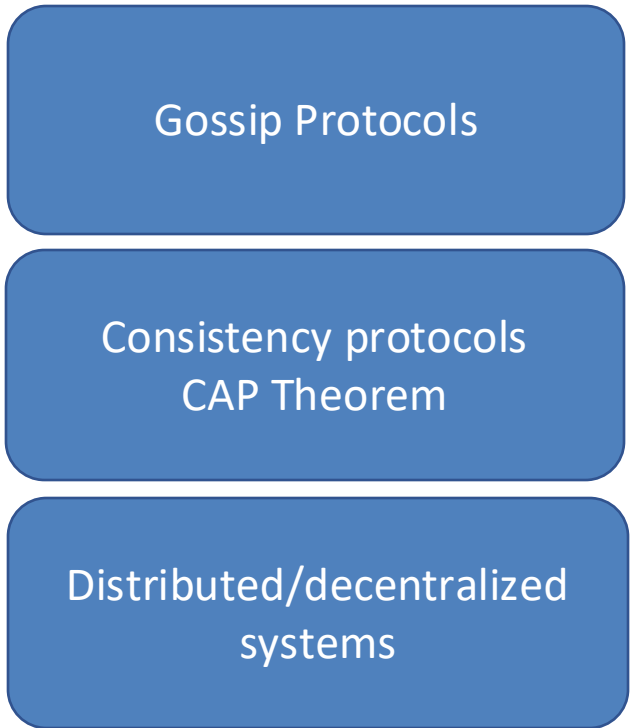 Gossip Protocols
Consistency protocols
CAP Theorem
Distributed/decentralized
systems